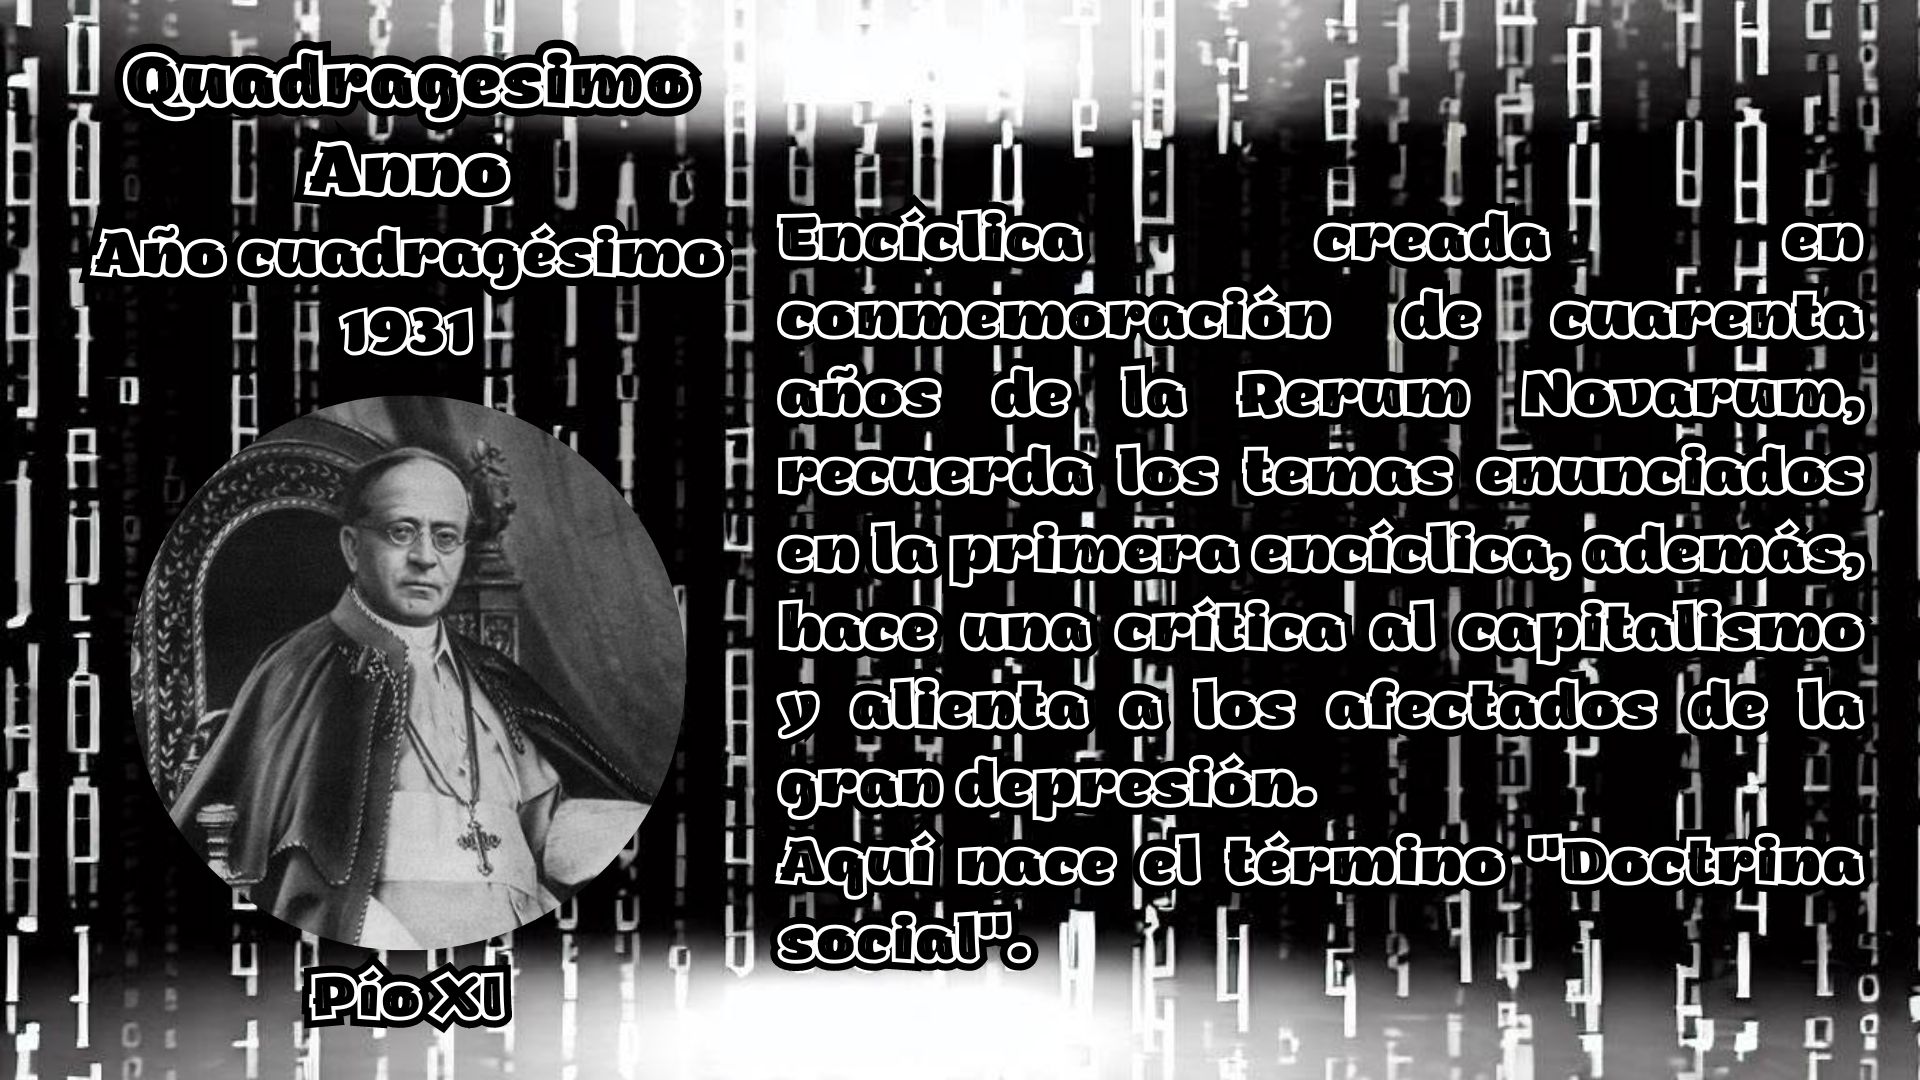 Quadragesimo
Anno
Año cuadragésimo
1931
Pío XI
Encíclica creada en
conmemoración de cuarenta
años de la Rerum Novarum,
recuerda los temas enunciados
en la primera encíclica, además,
hace una crítica al capitalismo
y alienta a los afectados de la
gran depresión.
Aquí nace el término "Doctrina
social".